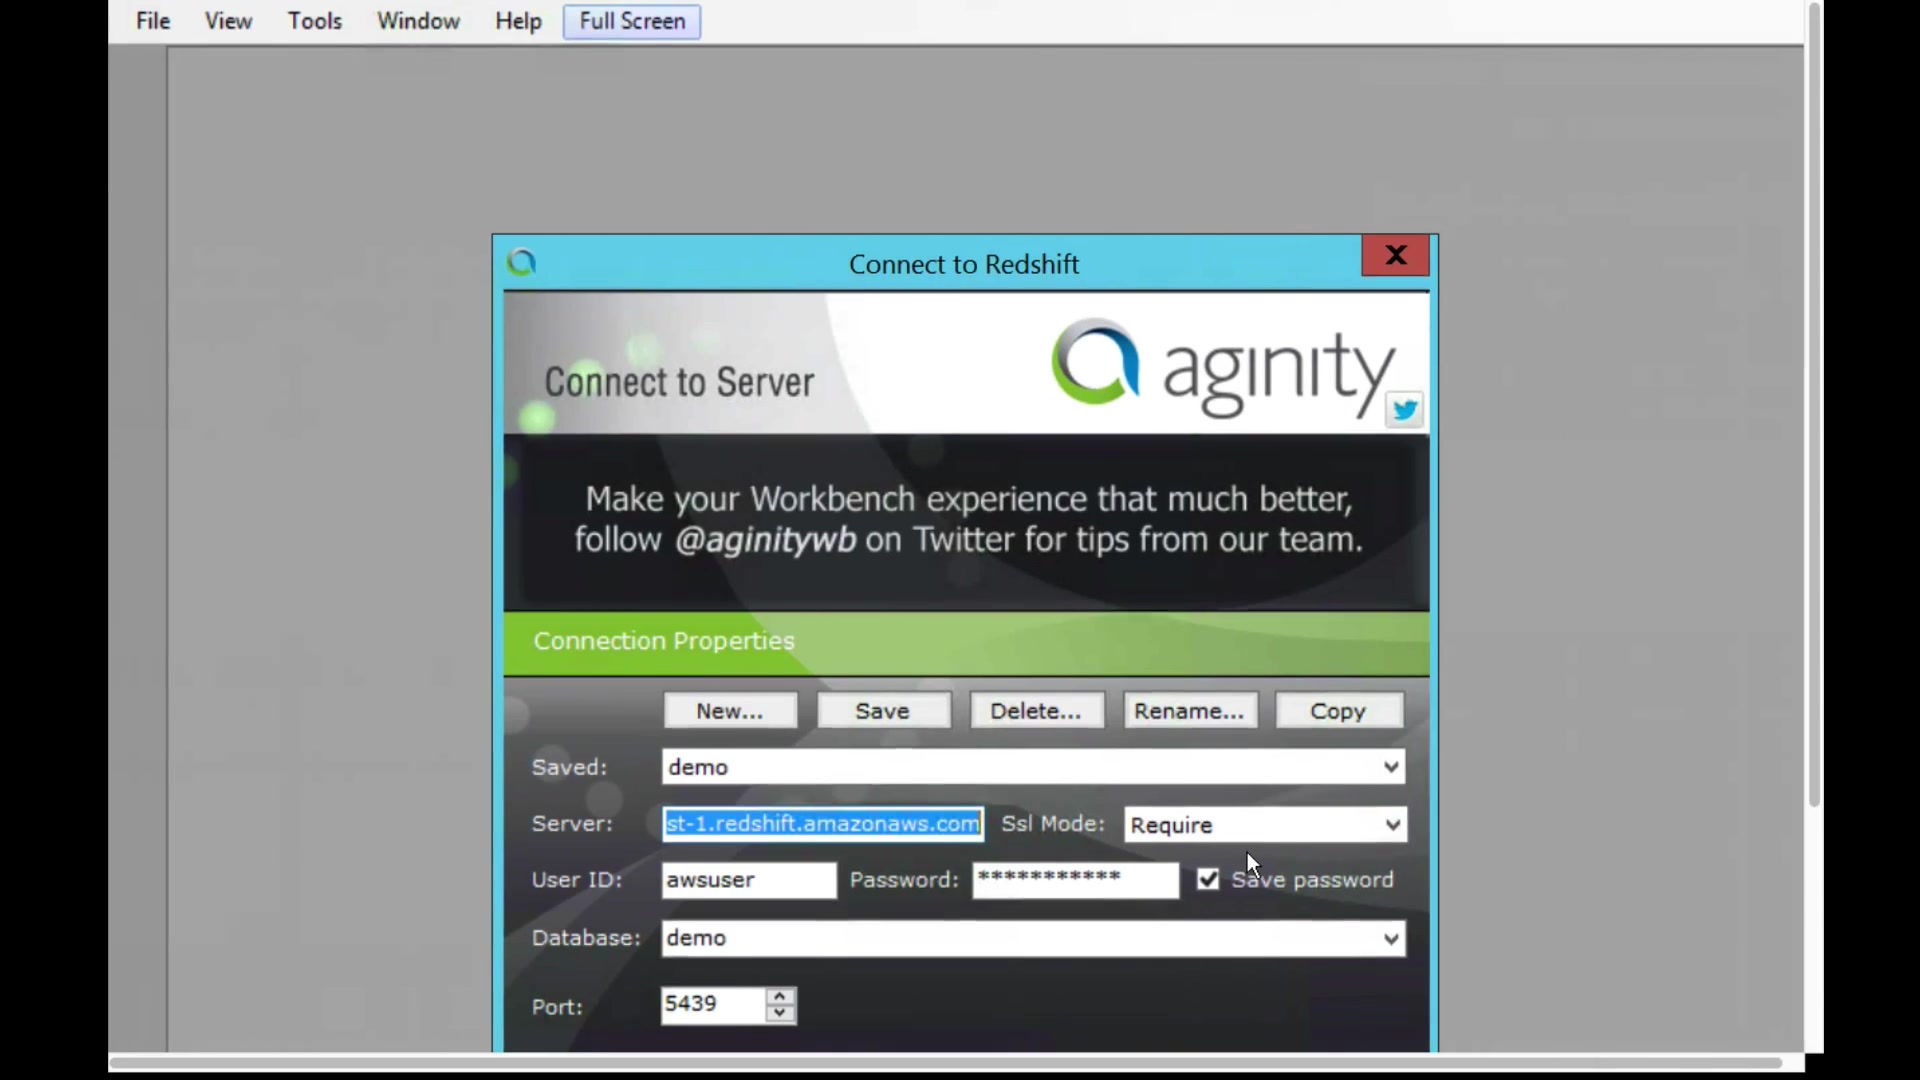 File View Tools Window Help Full Screen
Connect to Redshift
X
Connect to Server
aginity
Make your Workbench experience that much better,
follow @aginitywb on Twitter for tips from our team.
Connection Properties
New... Save Delete... Rename... Copy
Saved: demo
Server: st-1.redshift.amazonaws.com Ssl Mode: Require
User ID: awsuser Password: *********** Save password
Database: demo
Port: 5439